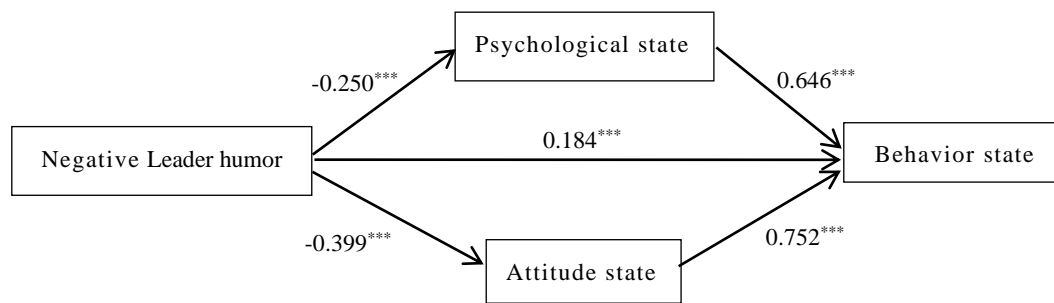 Psychological state
-0.250***
0.646***
Negative Leader humor
0.184***
Behavior state
-0.399***
0.752***
Attitude state